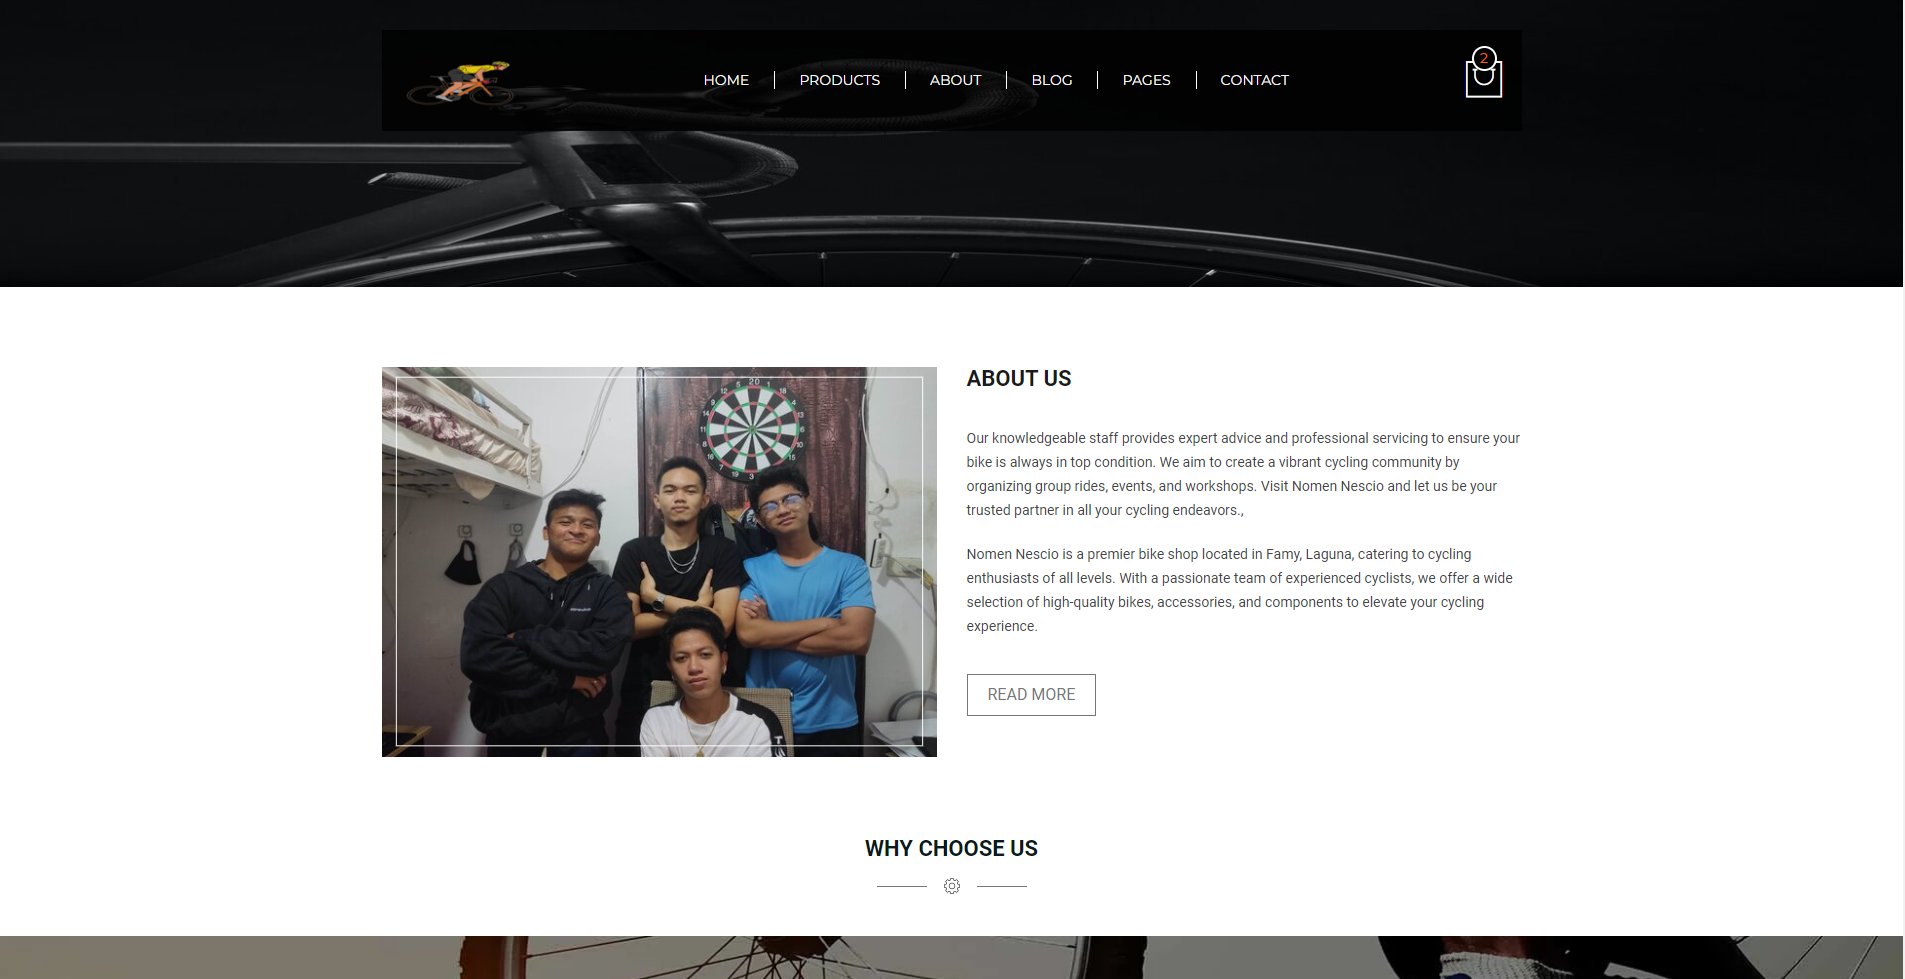 HOME PRODUCTS ABOUT BLOG PAGES CONTACT 2
ABOUT US
Our knowledgeable staff provides expert advice and professional servicing to ensure your
bike is always in top condition. We aim to create a vibrant cycling community by
organizing group rides, events, and workshops. Visit Nomen Nescio and let us be your
trusted partner in all your cycling endeavors.,
Nomen Nescio is a premier bike shop located in Famy, Laguna, catering to cycling
enthusiasts of all levels. With a passionate team of experienced cyclists, we offer a wide
selection of high-quality bikes, accessories, and components to elevate your cycling
experience.
READ MORE
WHY CHOOSE US